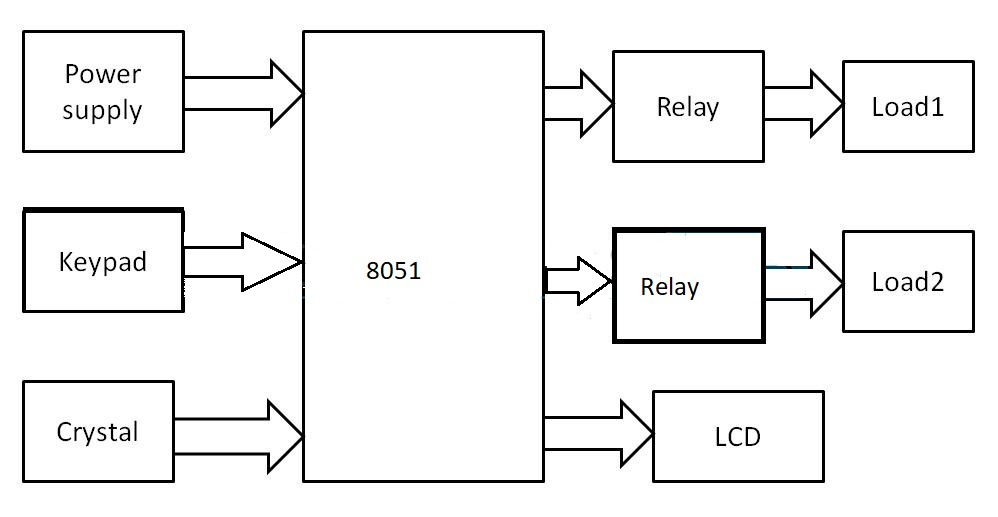 Power
supply
Keypad
Crystal
8051
Relay
Load1
Relay
Load2
LCD